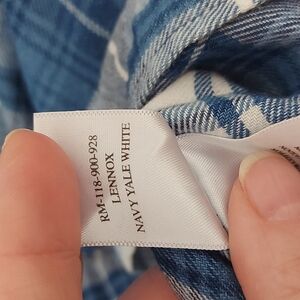 RM-118-900-928
LENNOX
NAVY YALE WHITE